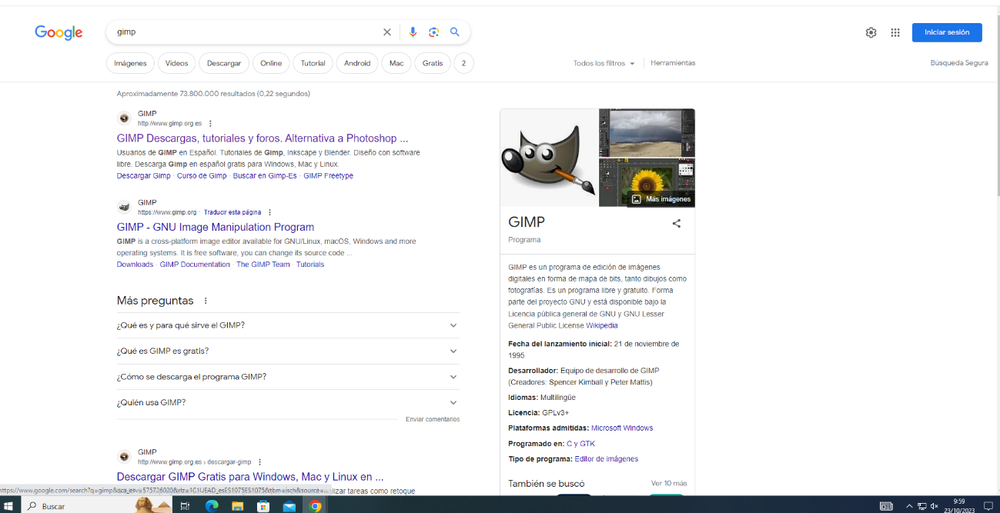 Google
gimp
Iniciar sesión
Imágenes
Vídeos
Descargar
Online
Tutorial
Android
Mac
Gratis
2
Todos los filtros
Herramientas
Búsqueda Segura
Aproximadamente 73.800.000 resultados (0,22 segundos)
GIMP
http://www.gimp.org.es
GIMP Descargas, tutoriales y foros. Alternativa a Photoshop ...
Usuarios de GIMP en Español. Tutoriales de Gimp, Inkscape y Blender. Diseño con software
libre. Descarga Gimp en español gratis para Windows, Mac y Linux.
Descargar Gimp · Curso de Gimp · Buscar en Gimp-Es · GIMP Freetype
GIMP
https://www.gimp.org · Traducir esta página
GIMP - GNU Image Manipulation Program
GIMP is a cross-platform image editor available for GNU/Linux, macOS, Windows and more
operating systems. It is free software, you can change its source code ...
Downloads · GIMP Documentation · The GIMP Team · Tutorials
Más preguntas
¿Qué es y para qué sirve el GIMP?
¿Qué es GIMP es gratis?
¿Cómo se descarga el programa GIMP?
¿Quién usa GIMP?
Enviar comentarios
GIMP
http://www.gimp.org.es › descargar-gimp
Descargar GIMP Gratis para Windows, Mac y Linux en ...
lizar tareas como retoque
Más imágenes
GIMP
Programa
GIMP es un programa de edición de imágenes
digitales en forma de mapa de bits, tanto dibujos como
fotografías. Es un programa libre y gratuito. Forma
parte del proyecto GNU y está disponible bajo la
Licencia pública general de GNU y GNU Lesser
General Public License Wikipedia
Fecha del lanzamiento inicial: 21 de noviembre de
1995
Desarrollador: Equipo de desarrollo de GIMP
(Creadores: Spencer Kimball y Peter Mattis)
Idiomas: Multilingüe
Licencia: GPLv3+
Plataformas admitidas: Microsoft Windows
Programado en: C y GTK
Tipo de programa: Editor de imágenes
También se buscó
Ver 10 más
https://www.google.com/search?q=gimp&sca_esv=575726020&rlz=1C1UEAD_esES1075ES1075&tbm=isch&source=...
Buscar
9:59
23/10/2023